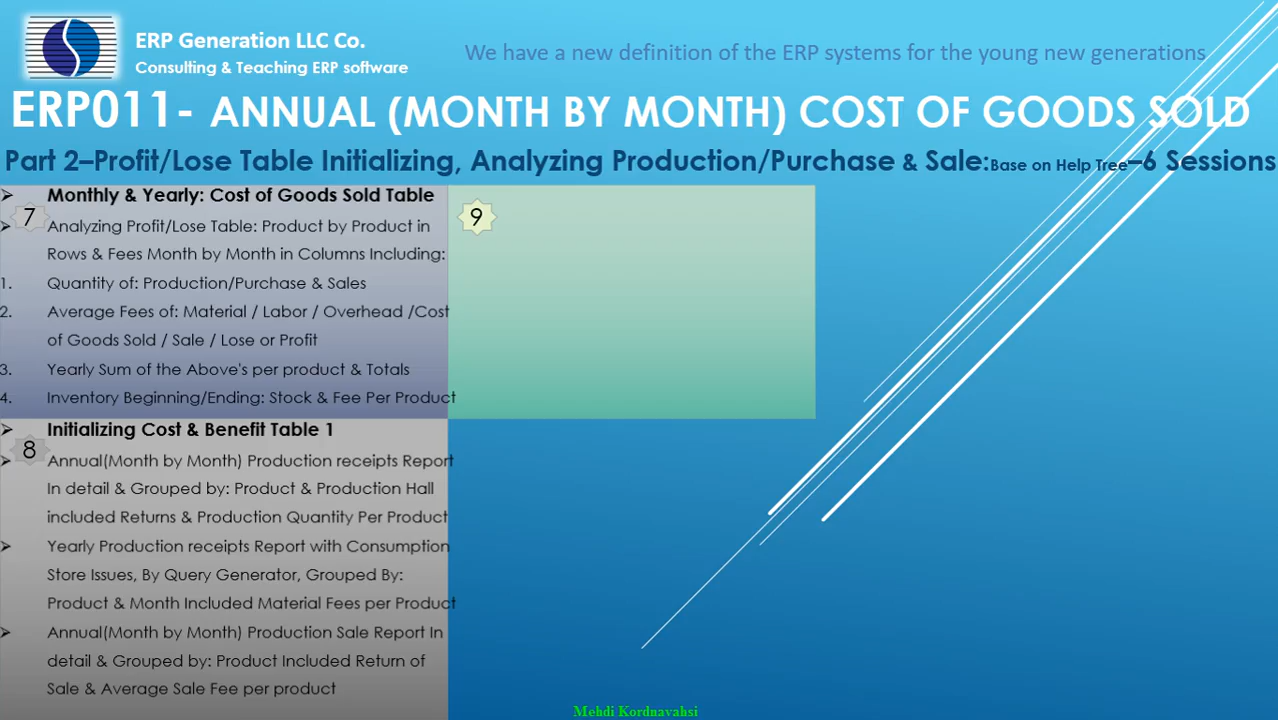 ERP Generation LLC Co.
Consulting & Teaching ERP software
We have a new definition of the ERP systems for the young new generations
ERP011- ANNUAL (MONTH BY MONTH) COST OF GOODS SOLD
Part 2–Profit/Lose Table Initializing, Analyzing Production/Purchase & Sale:Base on Help Tree–6 Sessions
➢ Monthly & Yearly: Cost of Goods Sold Table
7
➢ Analyzing Profit/Lose Table: Product by Product in
Rows & Fees Month by Month in Columns Including:
1. Quantity of: Production/Purchase & Sales
2. Average Fees of: Material / Labor / Overhead /Cost
of Goods Sold / Sale / Lose or Profit
3. Yearly Sum of the Above's per product & Totals
4. Inventory Beginning/Ending: Stock & Fee Per Product
➢ Initializing Cost & Benefit Table 1
8
➢ Annual(Month by Month) Production receipts Report
In detail & Grouped by: Product & Production Hall
included Returns & Production Quantity Per Product
➢ Yearly Production receipts Report with Consumption
Store Issues, By Query Generator, Grouped By:
Product & Month Included Material Fees per Product
➢ Annual(Month by Month) Production Sale Report In
detail & Grouped by: Product Included Return of
Sale & Average Sale Fee per product
9
Mehdi Kordnavahsi